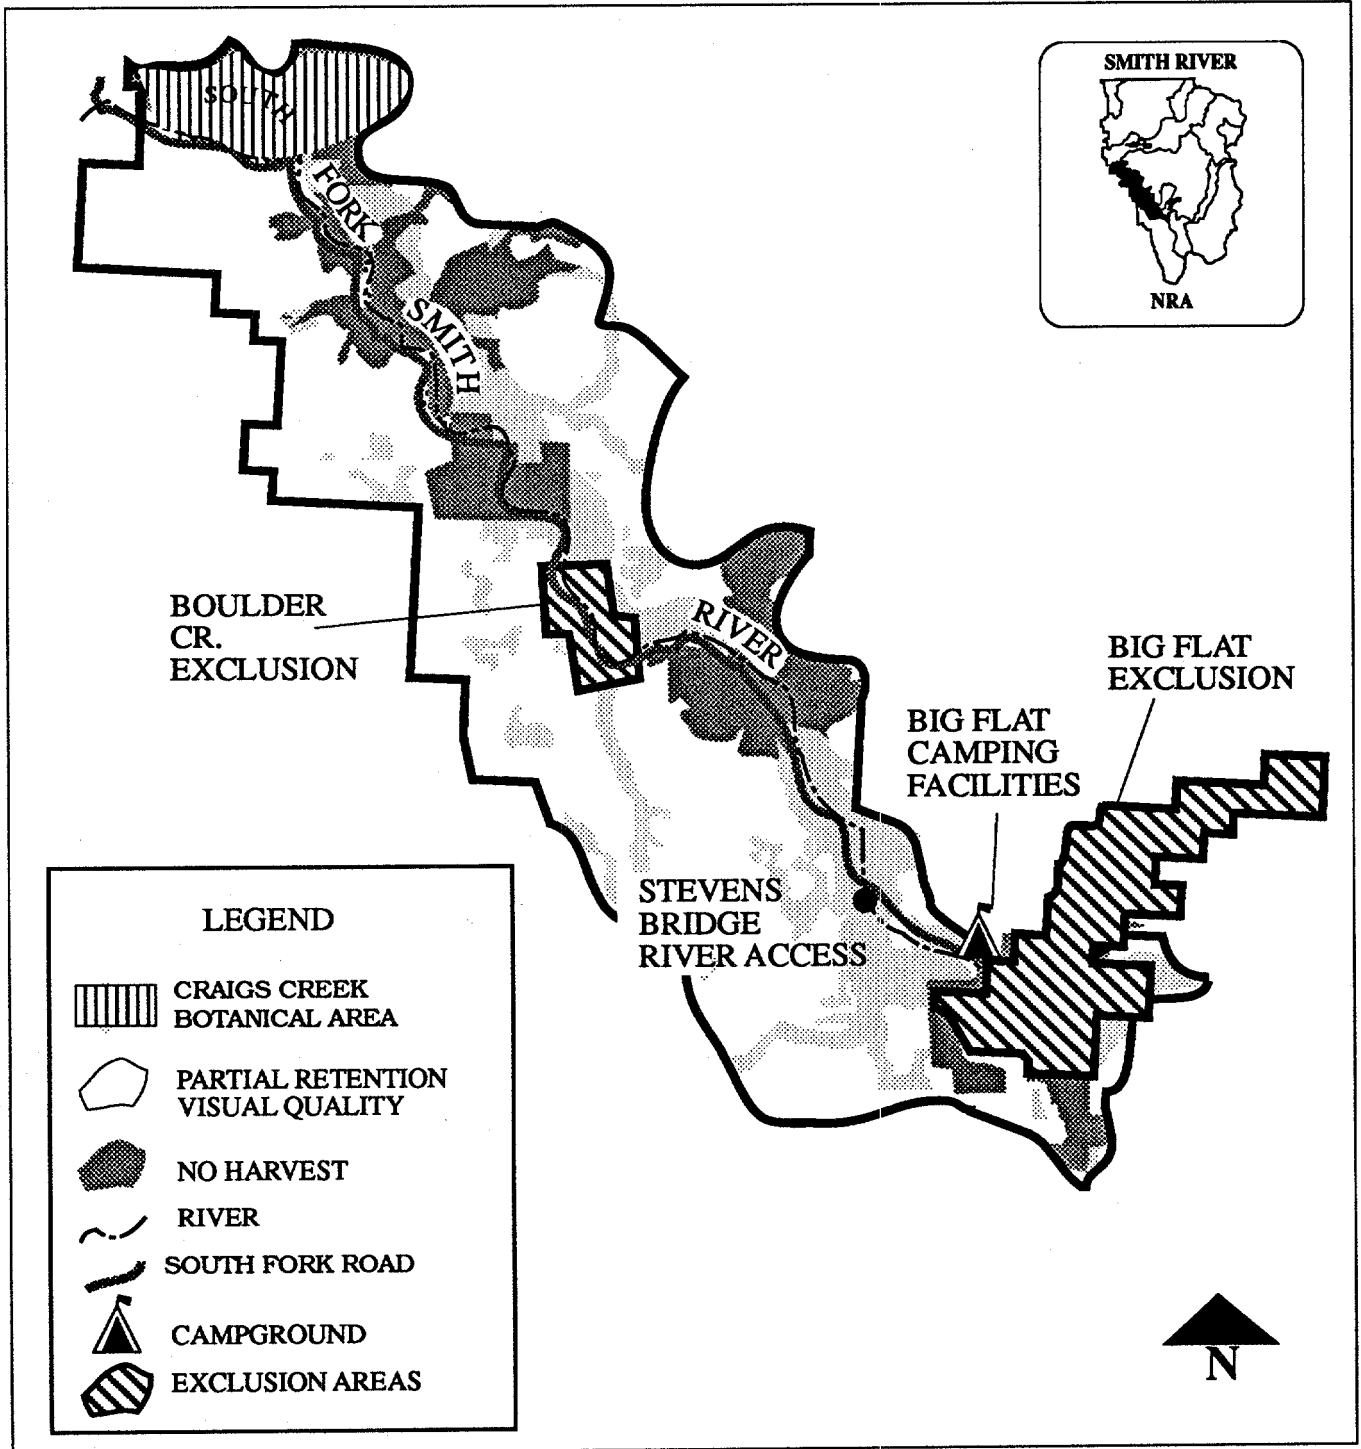 SMITH RIVER
NRA
SOUTH
FORK
SMITH
RIVER
BOULDER
CR.
EXCLUSION
BIG FLAT
EXCLUSION
BIG FLAT
CAMPING
FACILITIES
STEVENS
BRIDGE
RIVER ACCESS
LEGEND
CRAIGS CREEK
BOTANICAL AREA
PARTIAL RETENTION
VISUAL QUALITY
NO HARVEST
RIVER
SOUTH FORK ROAD
CAMPGROUND
EXCLUSION AREAS
N